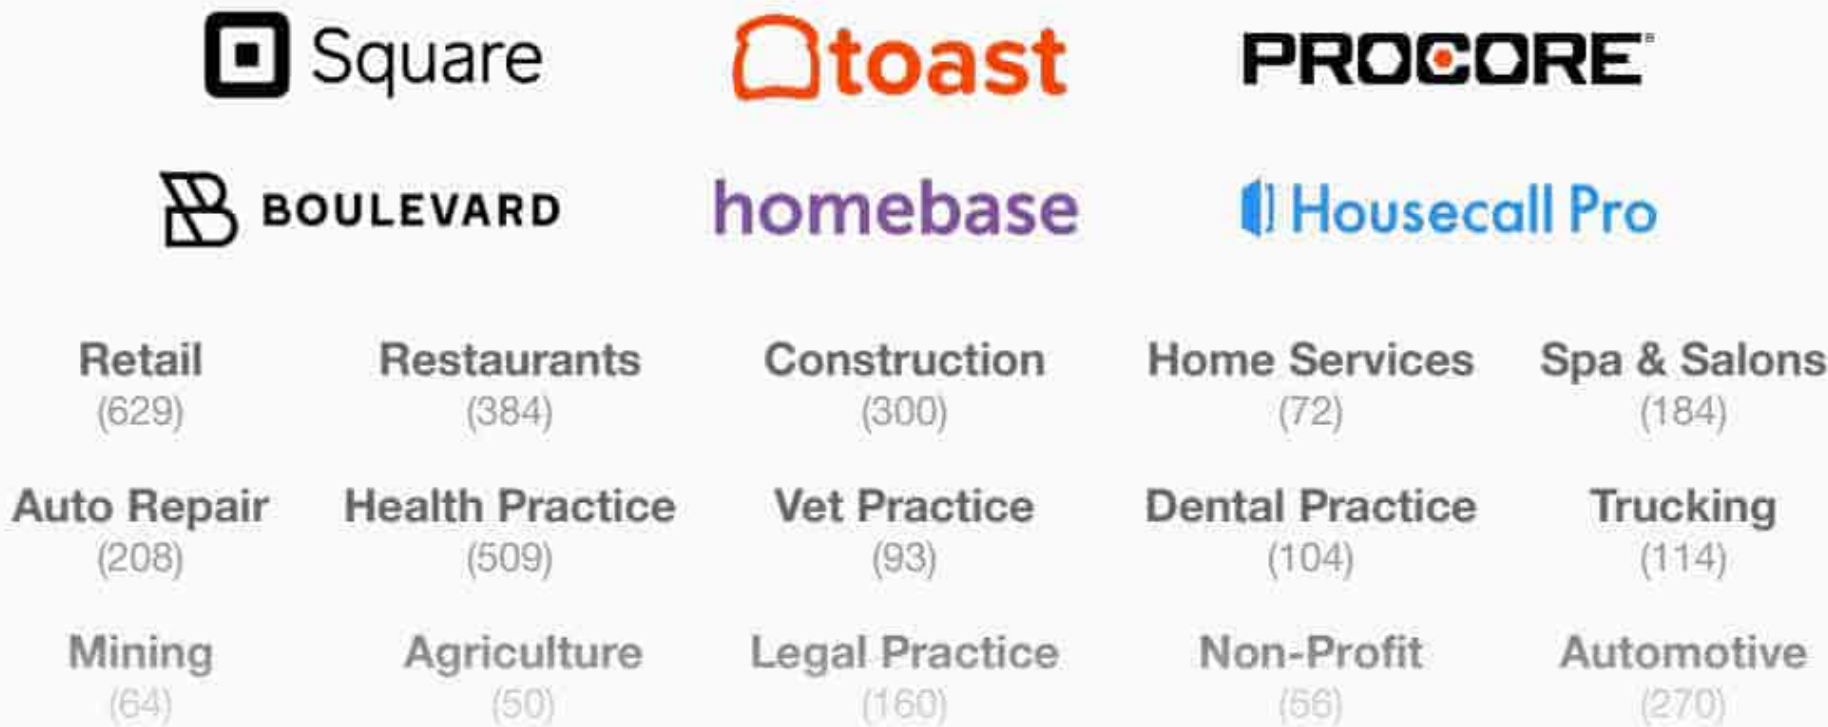 Square toast PROCORE®
BOULEVARD homebase Housecall Pro
Retail Restaurants Construction Home Services Spa & Salons
(629) (384) (300) (72) (184)
Auto Repair Health Practice Vet Practice Dental Practice Trucking
(208) (509) (93) (104) (114)
Mining Agriculture Legal Practice Non-Profit Automotive
(64) (50) (160) (56) (270)